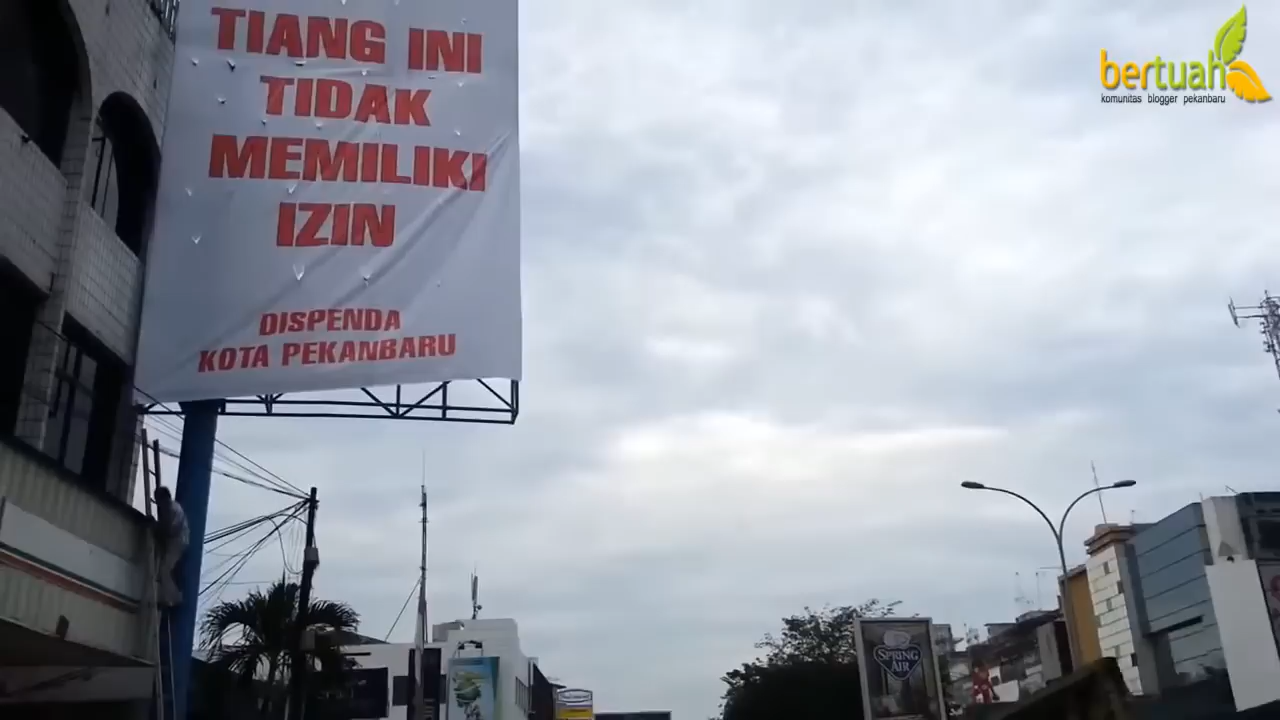 TIANG INI
TIDAK
MEMILIKI
IZIN
DISPENDA
KOTA PEKANBARU
bertuah
komunitas blogger pekanbaru
SPRING
AIR